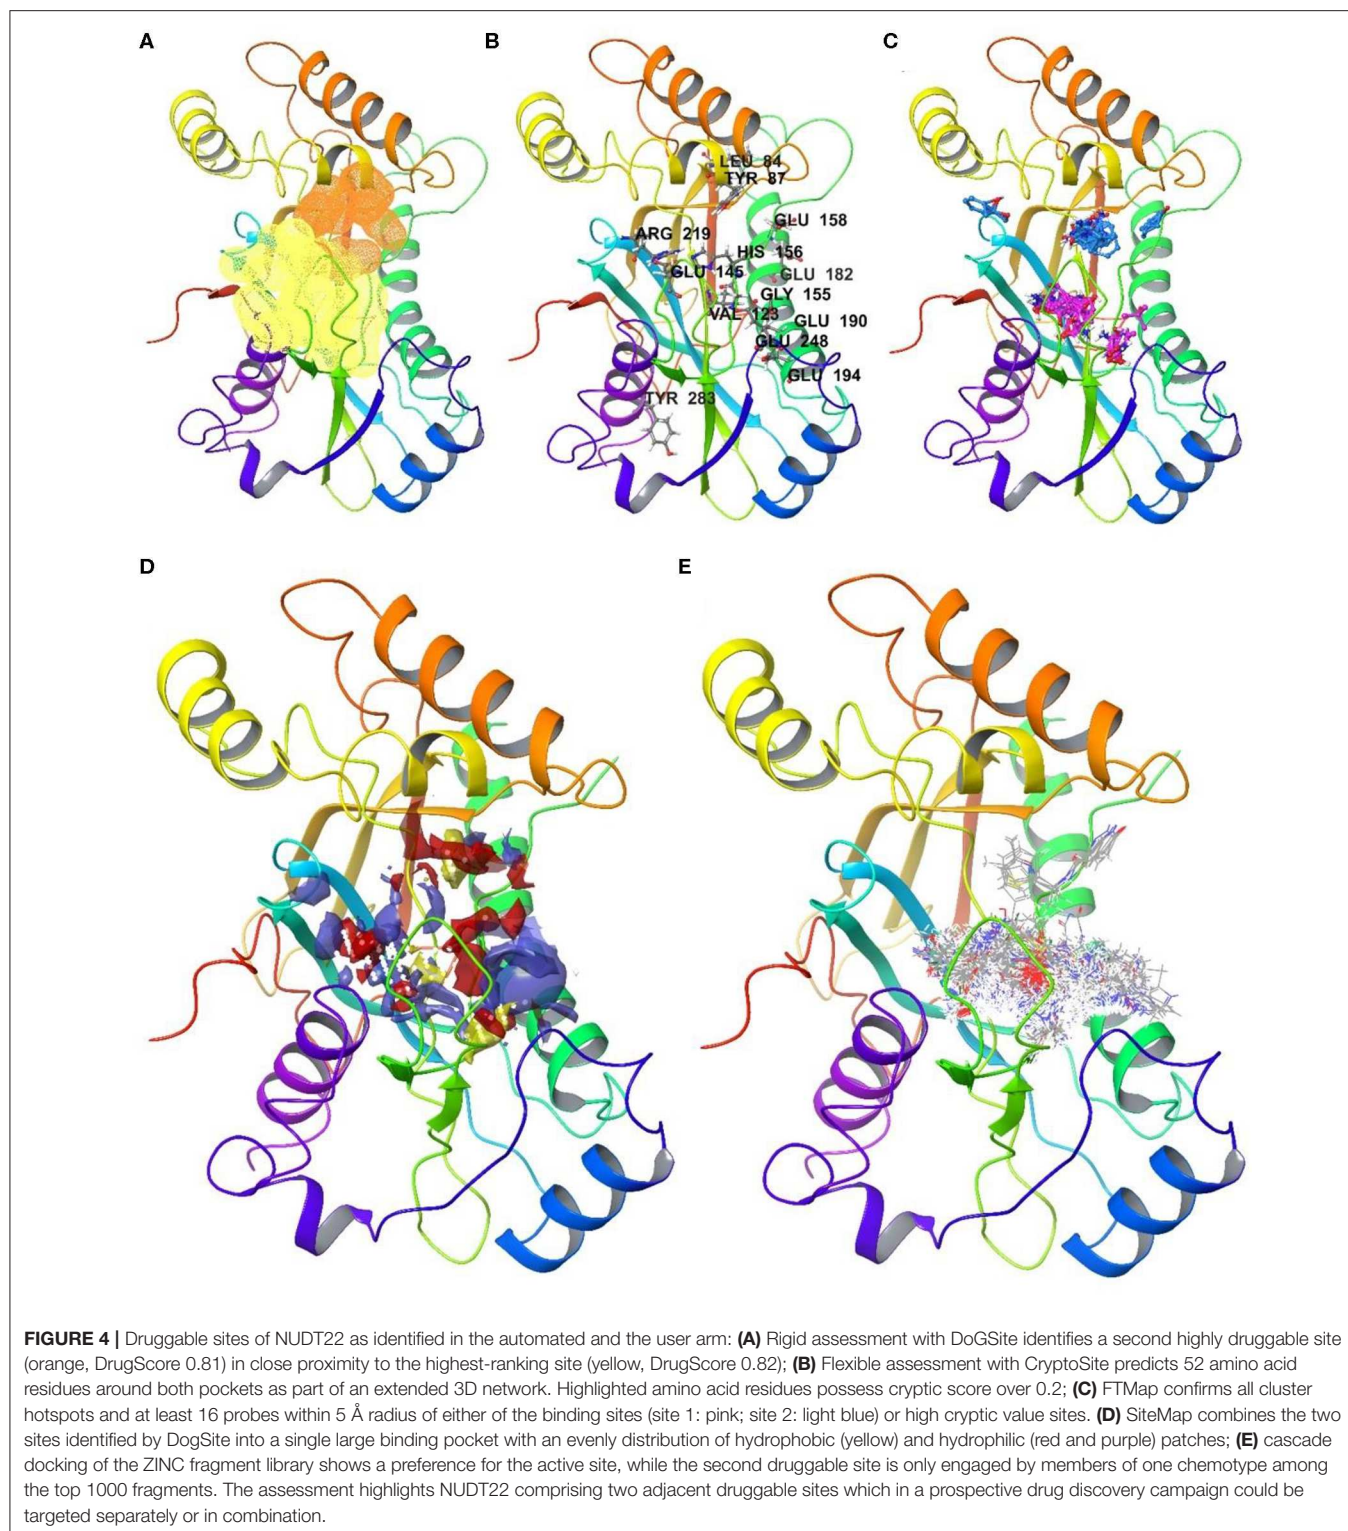 A
B
C
LEU 84
TYR 87
GLU 158
ARG 219
HIS 156
GLU 145
GLU 182
GLY 155
VAL 123
GLU 190
GLU 248
GLU 194
TYR 283
D
E
FIGURE 4 | Druggable sites of NUDT22 as identified in the automated and the user arm: (A) Rigid assessment with DoGSite identifies a second highly druggable site
(orange, DrugScore 0.81) in close proximity to the highest-ranking site (yellow, DrugScore 0.82); (B) Flexible assessment with CryptoSite predicts 52 amino acid
residues around both pockets as part of an extended 3D network. Highlighted amino acid residues possess cryptic score over 0.2; (C) FTMap confirms all cluster
hotspots and at least 16 probes within 5 Å radius of either of the binding sites (site 1: pink; site 2: light blue) or high cryptic value sites. (D) SiteMap combines the two
sites identified by DogSite into a single large binding pocket with an evenly distribution of hydrophobic (yellow) and hydrophilic (red and purple) patches; (E) cascade
docking of the ZINC fragment library shows a preference for the active site, while the second druggable site is only engaged by members of one chemotype among
the top 1000 fragments. The assessment highlights NUDT22 comprising two adjacent druggable sites which in a prospective drug discovery campaign could be
targeted separately or in combination.